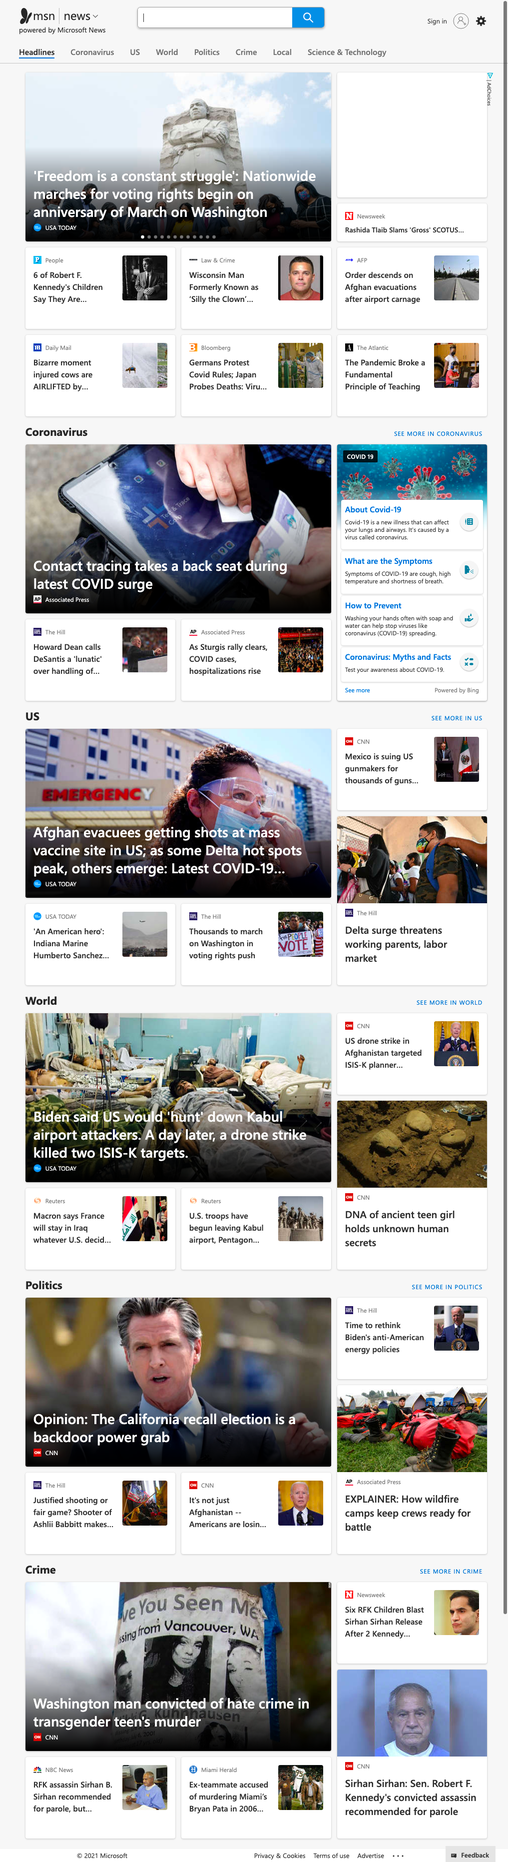 msn | news
powered by Microsoft News
Sign in
Headlines Coronavirus US World Politics Crime Local Science & Technology
AdChoices
'Freedom is a constant struggle': Nationwide
marches for voting rights begin on
anniversary of March on Washington
USA TODAY
Newsweek
Rashida Tlaib Slams 'Gross' SCOTUS...
People
6 of Robert F.
Kennedy's Children
Say They Are...
Law & Crime
Wisconsin Man
Formerly Known as
'Silly the Clown'...
AFP
Order descends on
Afghan evacuations
after airport carnage
Daily Mail
Bizarre moment
injured cows are
AIRLIFTED by...
Bloomberg
Germans Protest
Covid Rules; Japan
Probes Deaths: Viru...
The Atlantic
The Pandemic Broke a
Fundamental
Principle of Teaching
Coronavirus
SEE MORE IN CORONAVIRUS
Contact tracing takes a back seat during
latest COVID surge
Associated Press
COVID 19
About Covid-19
Covid-19 is a new illness that can affect
your lungs and airways. It's caused by a
virus called coronavirus.
What are the Symptoms
Symptoms of COVID-19 are cough, high
temperature and shortness of breath.
How to Prevent
Washing your hands often with soap and
water can help stop viruses like
coronavirus (COVID-19) spreading.
Coronavirus: Myths and Facts
Test your awareness about COVID-19.
See more
Powered by Bing
The Hill
Howard Dean calls
DeSantis a 'lunatic'
over handling of...
Associated Press
As Sturgis rally clears,
COVID cases,
hospitalizations rise
US
SEE MORE IN US
EMERGENCY
Afghan evacuees getting shots at mass
vaccine site in US; as some Delta hot spots
peak, others emerge: Latest COVID-19...
USA TODAY
CNN
Mexico is suing US
gunmakers for
thousands of guns...
The Hill
Delta surge threatens
working parents, labor
market
USA TODAY
'An American hero':
Indiana Marine
Humberto Sanchez...
The Hill
Thousands to march
on Washington in
voting rights push
PEOPLE
VOTE
World
SEE MORE IN WORLD
Biden said US would 'hunt' down Kabul
airport attackers. A day later, a drone strike
killed two ISIS-K targets.
USA TODAY
CNN
US drone strike in
Afghanistan targeted
ISIS-K planner...
CNN
DNA of ancient teen girl
holds unknown human
secrets
Reuters
Macron says France
will stay in Iraq
whatever U.S. decid...
Reuters
U.S. troops have
begun leaving Kabul
airport, Pentagon...
Politics
SEE MORE IN POLITICS
Opinion: The California recall election is a
backdoor power grab
CNN
The Hill
Time to rethink
Biden's anti-American
energy policies
Associated Press
EXPLAINER: How wildfire
camps keep crews ready for
battle
The Hill
Justified shooting or
fair game? Shooter of
Ashli Babbitt makes...
CNN
It's not just
Afghanistan --
Americans are losin...
Crime
SEE MORE IN CRIME
ve You Seen Me
ssing from Vancouver, WA
Washington man convicted of hate crime in
transgender teen's murder
CNN
Newsweek
Six RFK Children Blast
Sirhan Sirhan Release
After 2 Kennedy...
CNN
Sirhan Sirhan: Sen. Robert F.
Kennedy's convicted assassin
recommended for parole
NBC News
RFK assassin Sirhan B.
Sirhan recommended
for parole, but...
Miami Herald
Ex-teammate accused
of murdering Miami's
Bryan Pata in 2006...
© 2021 Microsoft
Privacy & Cookies Terms of use Advertise ...
Feedback